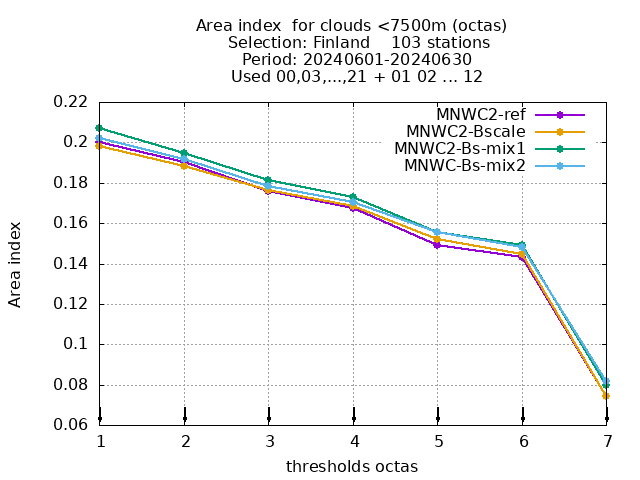 Area index  for clouds <7500m (octas)
Selection: Finland    103 stations
Period: 20240601-20240630
Used 00,03,...,21 + 01 02 ... 12
MNWC2-ref
MNWC2-Bscale
MNWC2-Bs-mix1
MNWC-Bs-mix2
Area index
0.22
0.2
0.18
0.16
0.14
0.12
0.1
0.08
0.06
1 2 3 4 5 6 7
thresholds octas